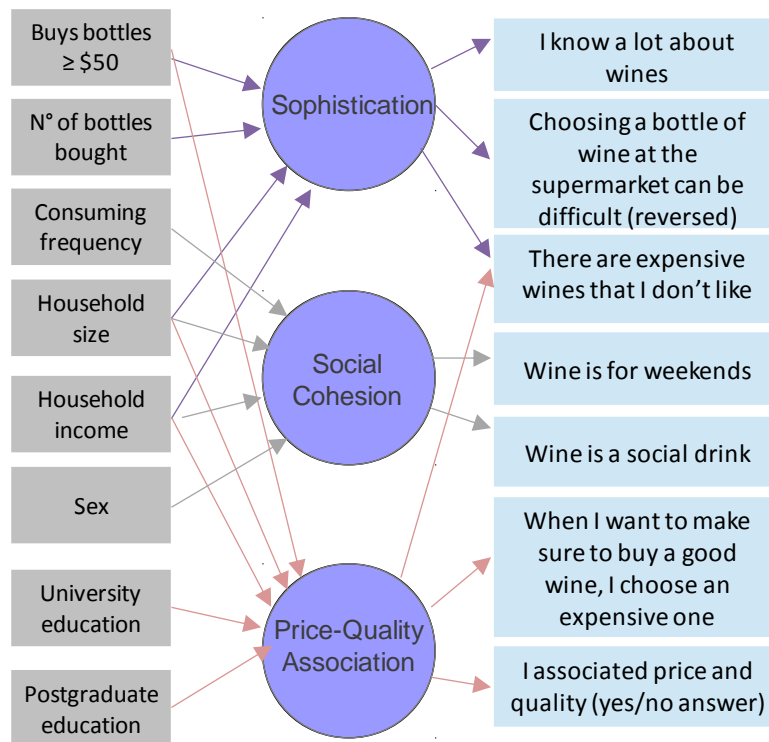 Buys bottles
≥ $50
N° of bottles
bought
Consuming
frequency
Household
size
Household
income
Sex
University
education
Postgraduate
education
Sophistication
Social
Cohesion
Price-Quality
Association
I know a lot about
wines
Choosing a bottle of
wine at the
supermarket can be
difficult (reversed)
There are expensive
wines that I don't like
Wine is for weekends
Wine is a social drink
When I want to make
sure to buy a good
wine, I choose an
expensive one
I associated price and
quality (yes/no answer)